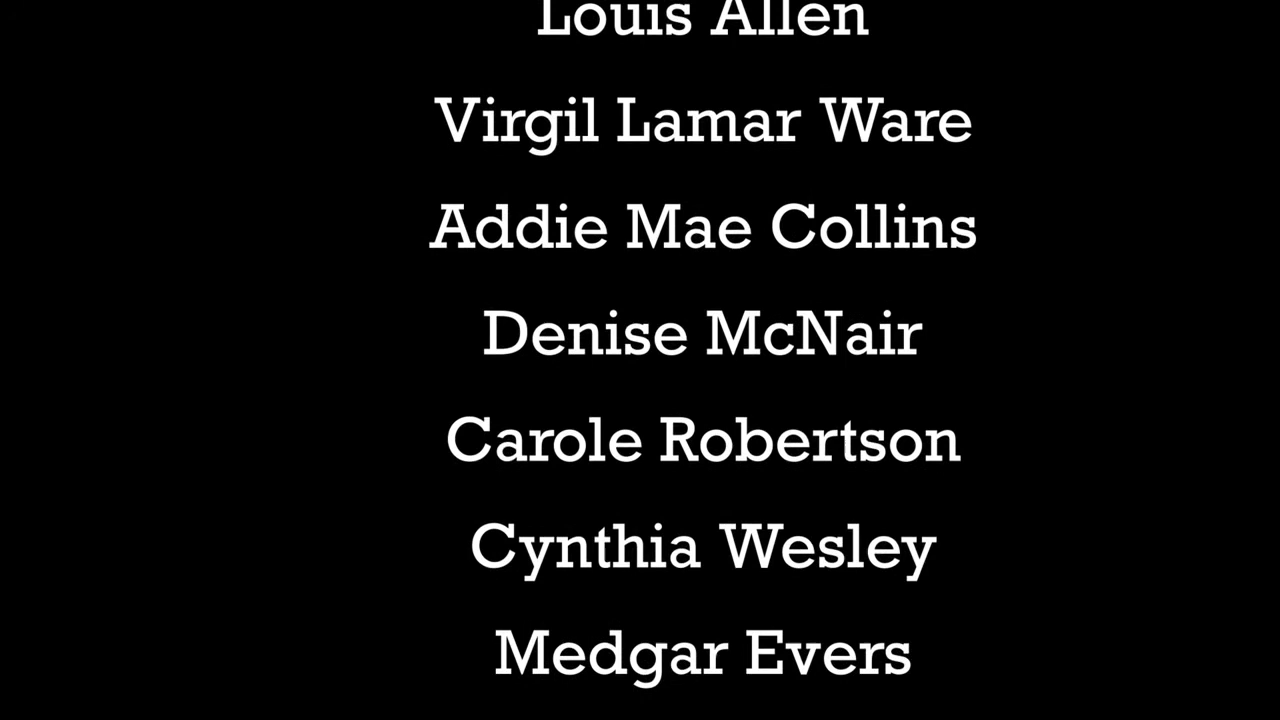 Louis Allen
Virgil Lamar Ware
Addie Mae Collins
Denise McNair
Carole Robertson
Cynthia Wesley
Medgar Evers